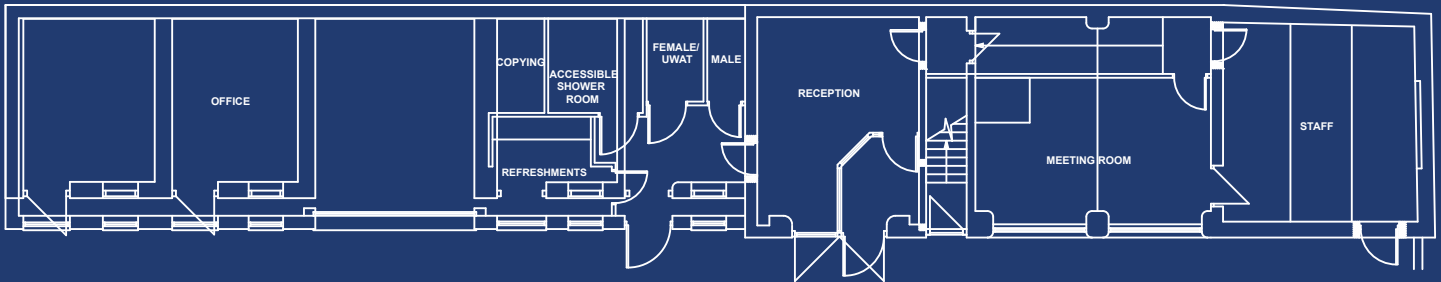 OFFICE
COPYING
ACCESSIBLE
SHOWER
ROOM
REFRESHMENTS
FEMALE/
UWAT
MALE
RECEPTION
MEETING ROOM
STAFF